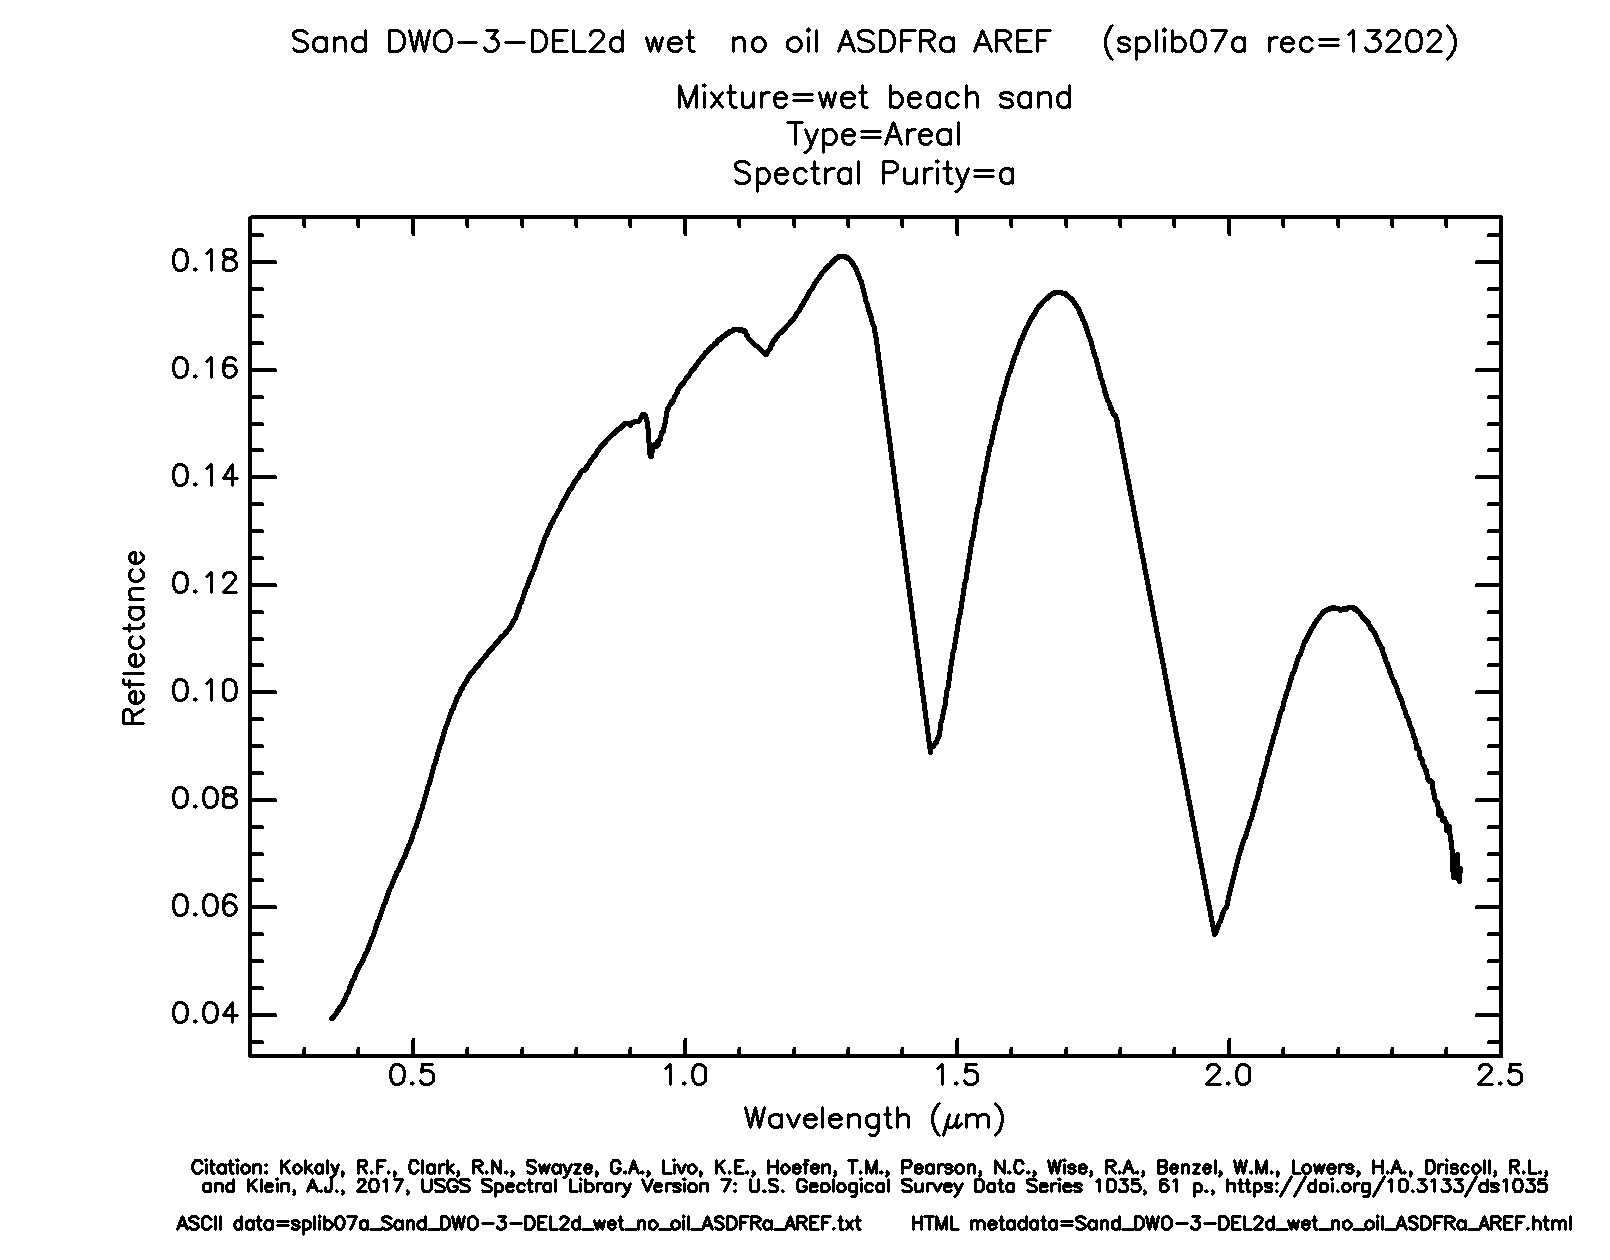 Sand DWO-3-DEL2d wet no oil ASDFRa AREF (splib07a rec=13202)
Mixture=wet beach sand
Type=Areal
Spectral Purity=a
0.18
0.16
0.14
0.12
0.10
0.08
0.06
0.04
Reflectance
0.5 1.0 1.5 2.0 2.5
Wavelength (μm)
Citation: Kokaly, R.F., Clark, R.N., Swayze, G.A., Livo, K.E., Hoefen, T.M., Pearson, N.C., Wise, R.A., Benzel, W.M., Lowers, H.A., Driscoll, R.L.,
and Klein, A.J., 2017, USGS Spectral Library Version 7: U.S. Geological Survey Data Series 1035, 61 p., https://doi.org/10.3133/ds1035
ASCII data=splib07a_Sand_DWO-3-DEL2d_wet_no_oil_ASDFRa_AREF.txt HTML metadata=Sand_DWO-3-DEL2d_wet_no_oil_ASDFRa_AREF.html